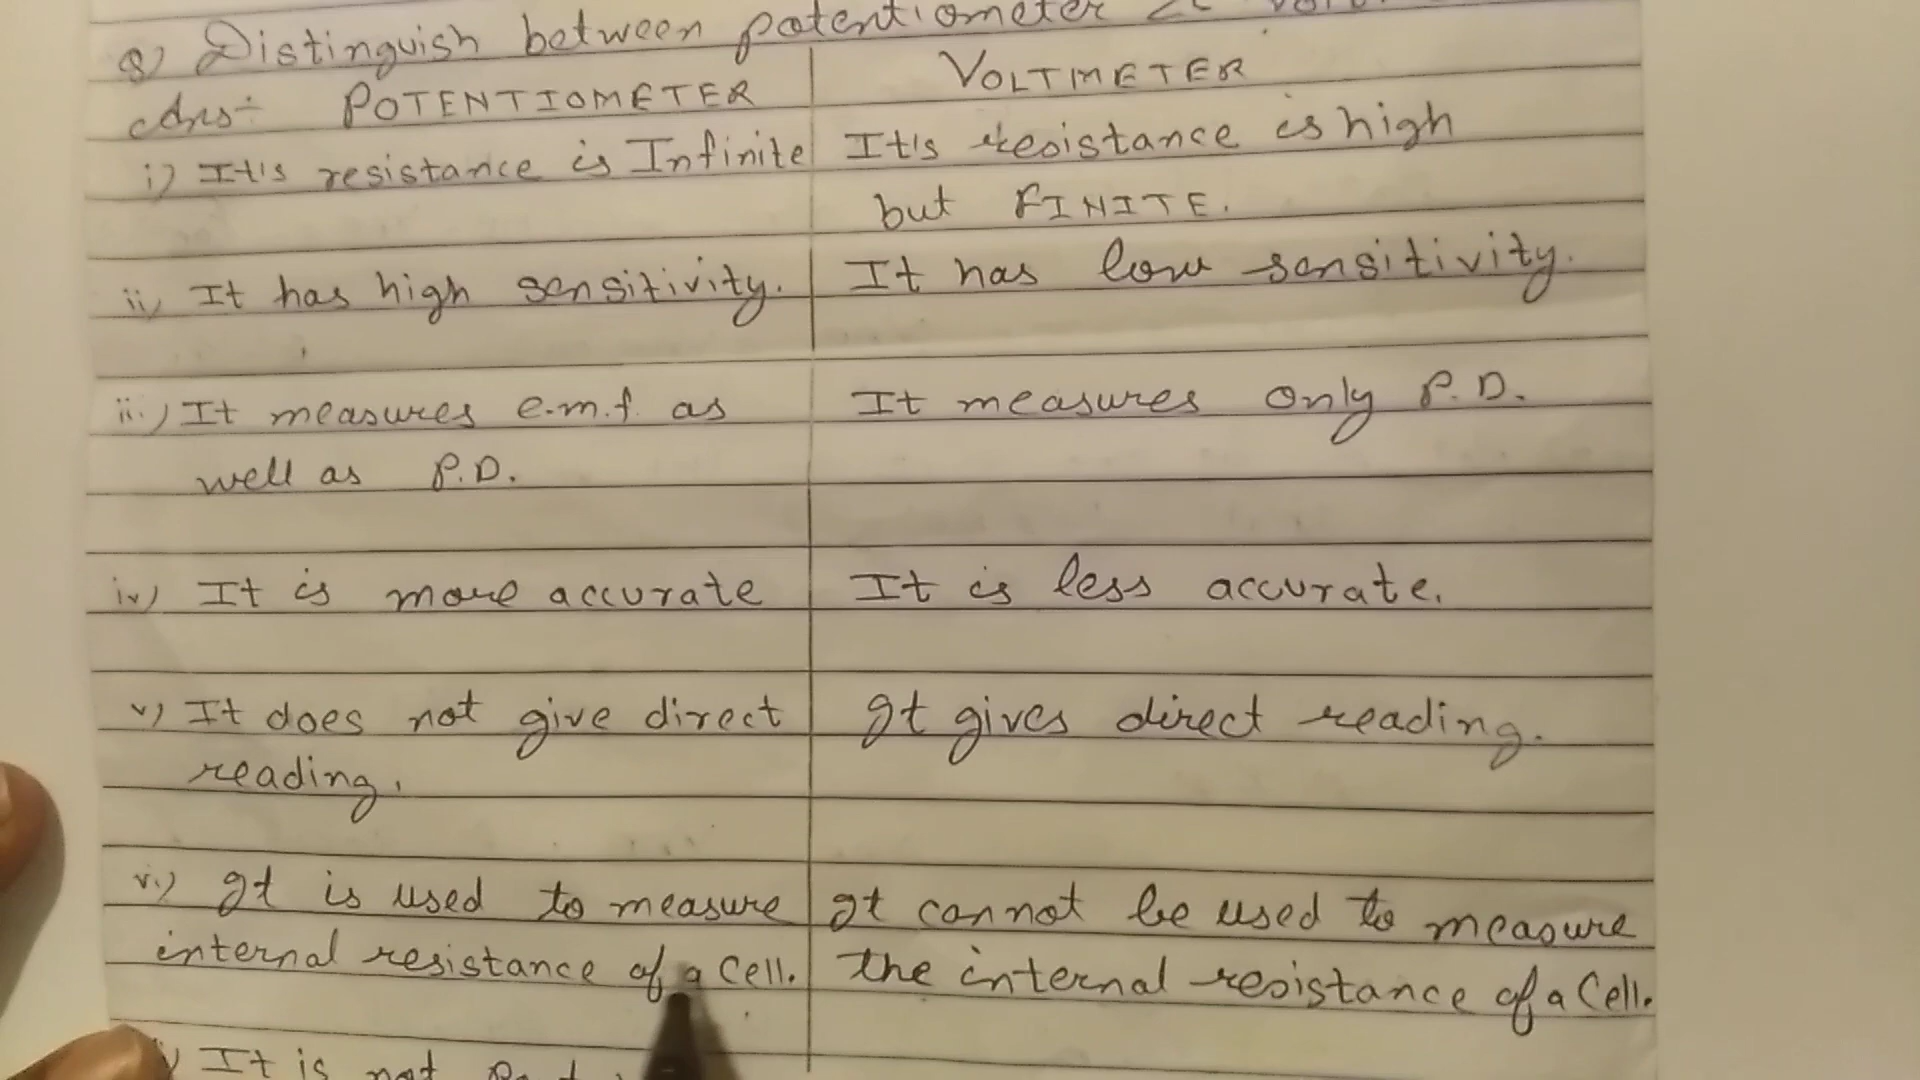 Q) Distinguish between potentiometer &
Ans÷ POTENTIOMETER
VOLTMETER
i) It's resistance is Infinite
It's resistance is high
but FINITE.
ii) It has high sensitivity.
It has low sensitivity.
iii.) It measures e.m.f. as
well as P.D.
It measures only P.D.
iv) It is more accurate
It is less accurate.
v) It does not give direct
reading.
It gives direct reading.
vi.) It is used to measure
internal resistance of a Cell.
It cannot be used to measure
the internal resistance of a Cell.
It is not